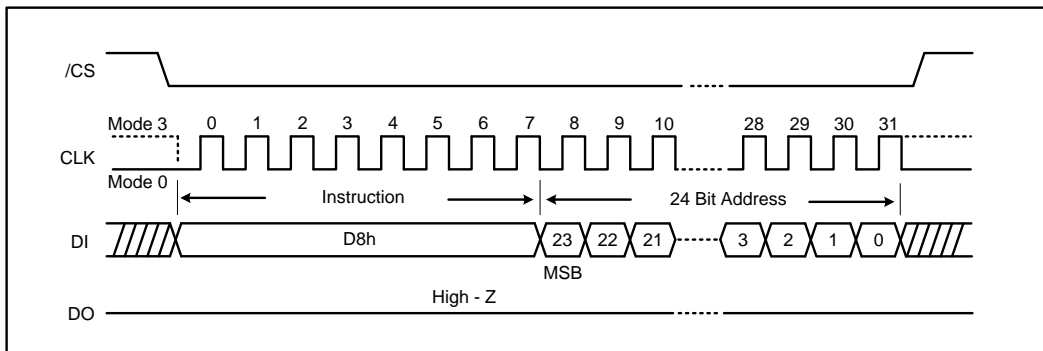 /CS
Mode 3 0 1 2 3 4 5 6 7 8 9 10 28 29 30 31
CLK
Mode 0
Instruction 24 Bit Address
DI D8h 23 22 21 3 2 1 0
MSB
High - Z
DO